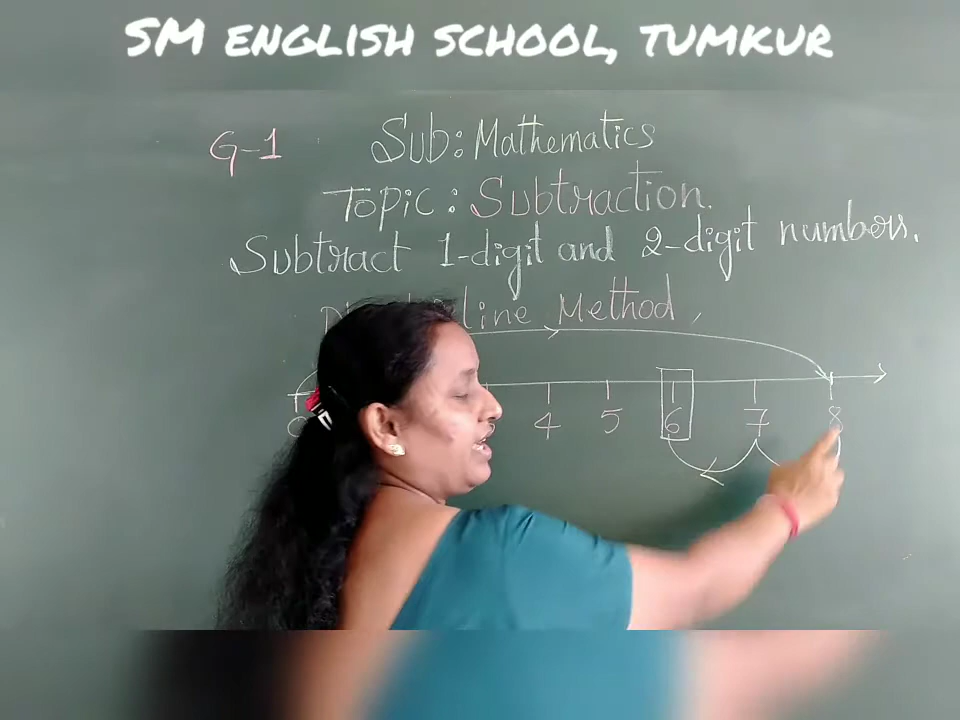 SM ENGLISH SCHOOL, TUMKUR
G-1
Sub: Mathematics
Topic: Subtraction.
Subtract 1-digit and 2-digit numbers.
line Method,
4 5 6 7 8